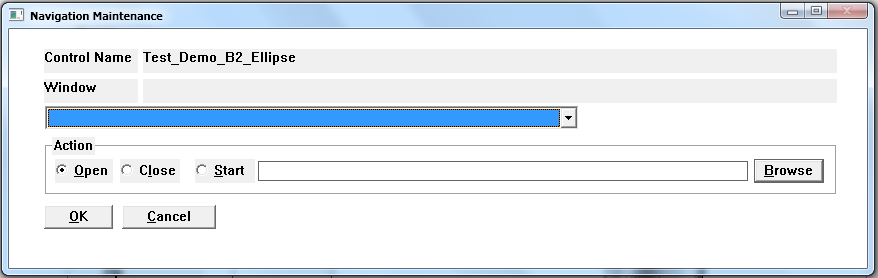 Navigation Maintenance
Control Name Test_Demo_B2_Ellipse
Window
Action
Open Close Start Browse
OK Cancel